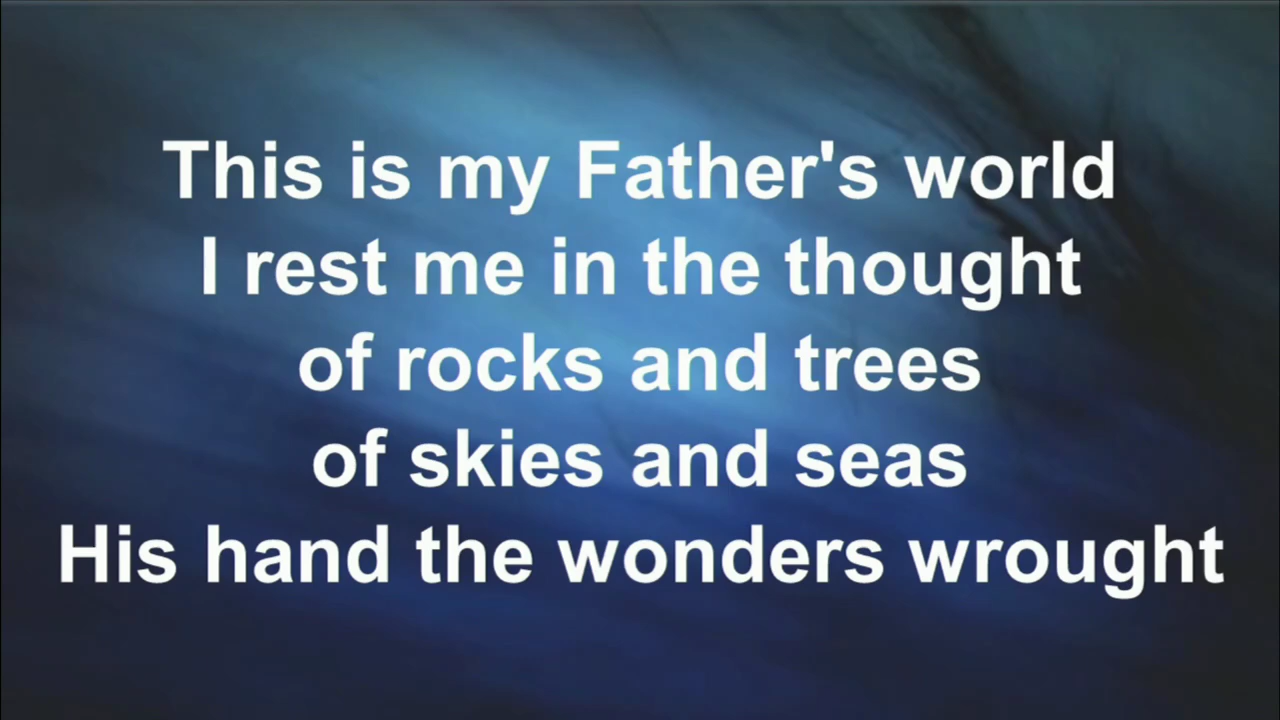 This is my Father's world
I rest me in the thought
of rocks and trees
of skies and seas
His hand the wonders wrought